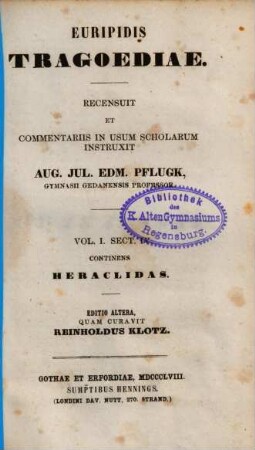 EURIPIDIS
TRAGOEDIAE.
RECENSUIT
ET
COMMENTARIIS IN USUM SCHOLARUM
INSTRUXIT
AUG. JUL. EDM. PFLUGK,
GYMNASII GEDANENSIS PROFESSOR.
Bibliothek
des
K. Alten Gymnasiums
in
Regensburg.
VOL. I. SECT.
CONTINENS
HERACLIDAS.
EDITIO ALTERA,
QUAM CURAVIT
REINHOLDUS KLOTZ.
GOTHAE ET ERFORDIAE, MDCCCLVIII.
SUMPTIBUS HENNINGS.
(LONDINI DAV. NUTT, 270. STRAND.)